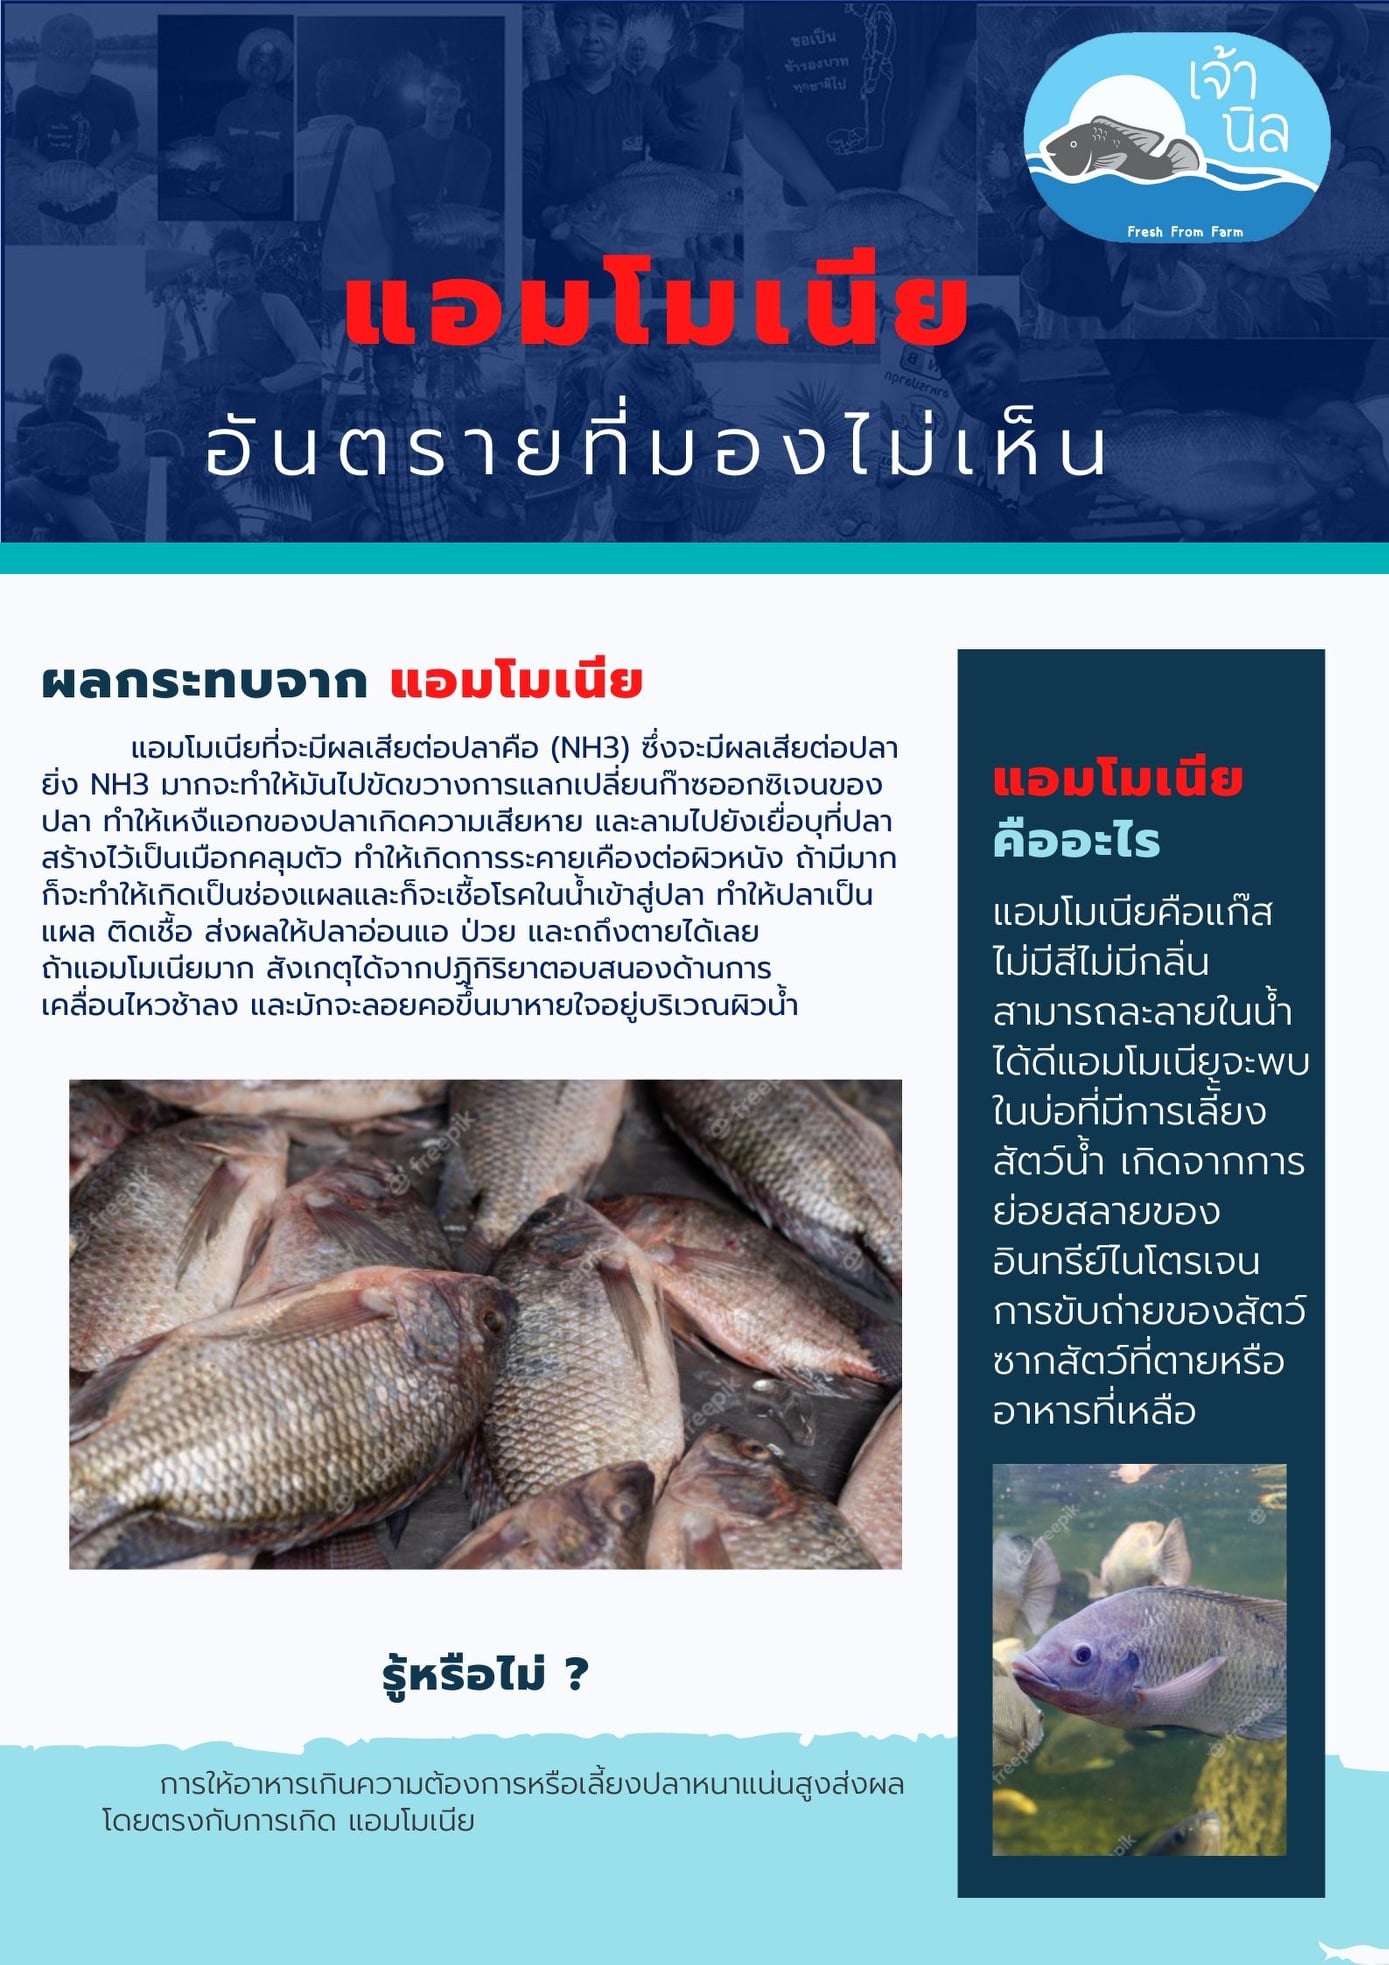 ขอเป็น
ข้ารองบาท
ทุกชาติไป
เจ้า
นิล
Fresh From Farm
แอมโมเนีย
อันตรายที่มองไม่เห็น
ผลกระทบจาก แอมโมเนีย
แอมโมเนียที่จะมีผลเสียต่อปลาคือ (NH3) ซึ่งจะมีผลเสียต่อปลา
ยิ่ง NH3 มากจะทำให้มันไปขัดขวางการแลกเปลี่ยนก๊าซออกซิเจนของ
ปลา ทำให้เหงืแอกของปลาเกิดความเสียหาย และลามไปยังเยื่อบุที่ปลา
สร้างไว้เป็นเมือกคลุมตัว ทำให้เกิดการระคายเคืองต่อผิวหนัง ถ้ามีมาก
ก็จะทำให้เกิดเป็นช่องแผลและก็จะเชื้อโรคในน้ำเข้าสู่ปลา ทำให้ปลาเป็น
แผล ติดเชื้อ ส่งผลให้ปลาอ่อนแอ ป่วย และถถึงตายได้เลย
ถ้าแอมโมเนียมาก สังเกตุได้จากปฏิกิริยาตอบสนองด้านการ
เคลื่อนไหวช้าลง และมักจะลอยคอขึ้นมาหายใจอยู่บริเวณผิวน้ำ
แอมโมเนีย
คืออะไร
แอมโมเนียคือแก๊ส
ไม่มีสีไม่มีกลิ่น
สามารถละลายในน้ำ
ได้ดีแอมโมเนียจะพบ
ในบ่อที่มีการเลี้ยง
สัตว์น้ำ เกิดจากการ
ย่อยสลายของ
อินทรีย์ไนโตรเจน
การขับถ่ายของสัตว์
ซากสัตว์ที่ตายหรือ
อาหารที่เหลือ
รู้หรือไม่ ?
การให้อาหารเกินความต้องการหรือเลี้ยงปลาหนาแน่นสูงส่งผล
โดยตรงกับการเกิด แอมโมเนีย
freepik
freepik
freepik
freepik
freepik
freepik
freepik
freepik